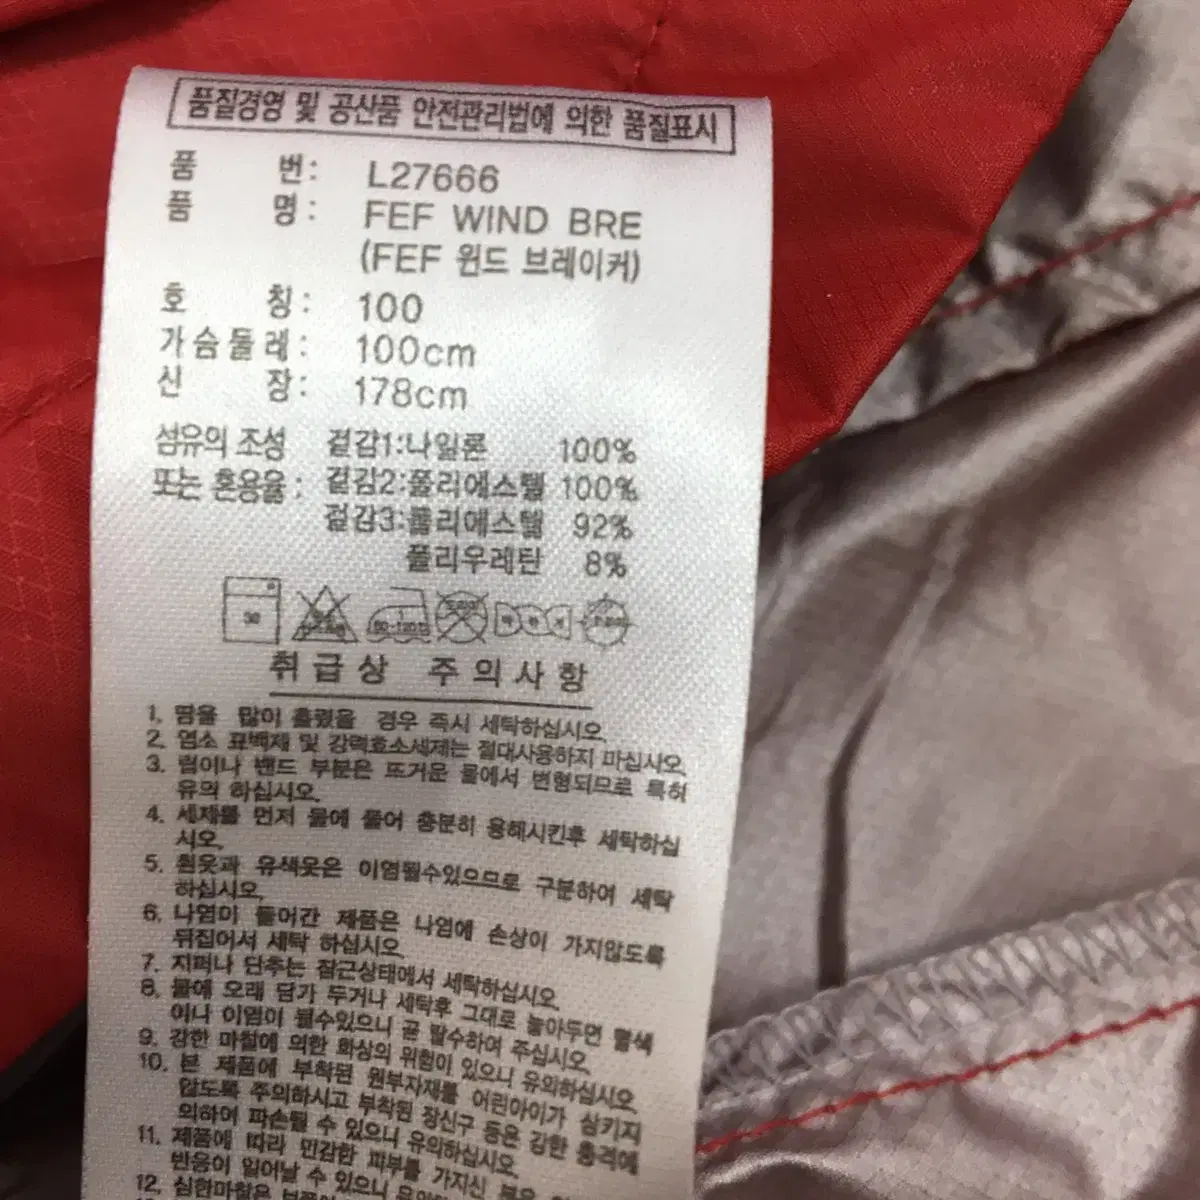 품질경영 및 공산품 안전관리법에 의한 품질표시
품 번: L27666
품 명: FEF WIND BRE
(FEF 윈드 브레이커)
호 칭: 100
가슴둘레: 100cm
신 장: 178cm
섬유의 조성 겉감1:나일론 100%
또는 혼용율: 겉감2:폴리에스텔 100%
겉감3:폴리에스텔 92%
폴리우레탄 8%
30
취급상 주의사항
1. 땀을 많이 흘렸을 경우 즉시 세탁하십시오.
2. 염소 표백제 및 강력효소세제는 절대사용하지 마십시오.
3. 립이나 밴드 부분은 뜨거운 물에서 변형되므로 특허
유의 하십시오.
4. 세제를 먼저 물에 풀어 충분히 용해시킨후 세탁하십
시오.
5. 흰옷과 유색옷은 이염될수있으므로 구분하여 세탁
하십시오.
6. 나염이 들어간 제품은 나염에 손상이 가지않도록
뒤집어서 세탁 하십시오.
7. 지퍼나 단추는 잠근상태에서 세탁하십시오.
8. 물에 오래 담가 두거나 세탁후 그대로 놓아두면 탈색
이나 이염이 될수있으니 곧 탈수하여 주십시오.
9. 강한 마찰에 의한 화상의 위험이 있으니 유의하십시오.
10. 본 제품에 부착된 원부자재를 어린아이가 삼키지
않도록 주의하시고 부착된 장신구 등은 강한 충격에
의하여 파손될 수 있으니 유의하십시오.
11. 제품에 따라 민감한 피부를 가지신 분은
반응이 일어날 수 있으니
12. 심한마찰은